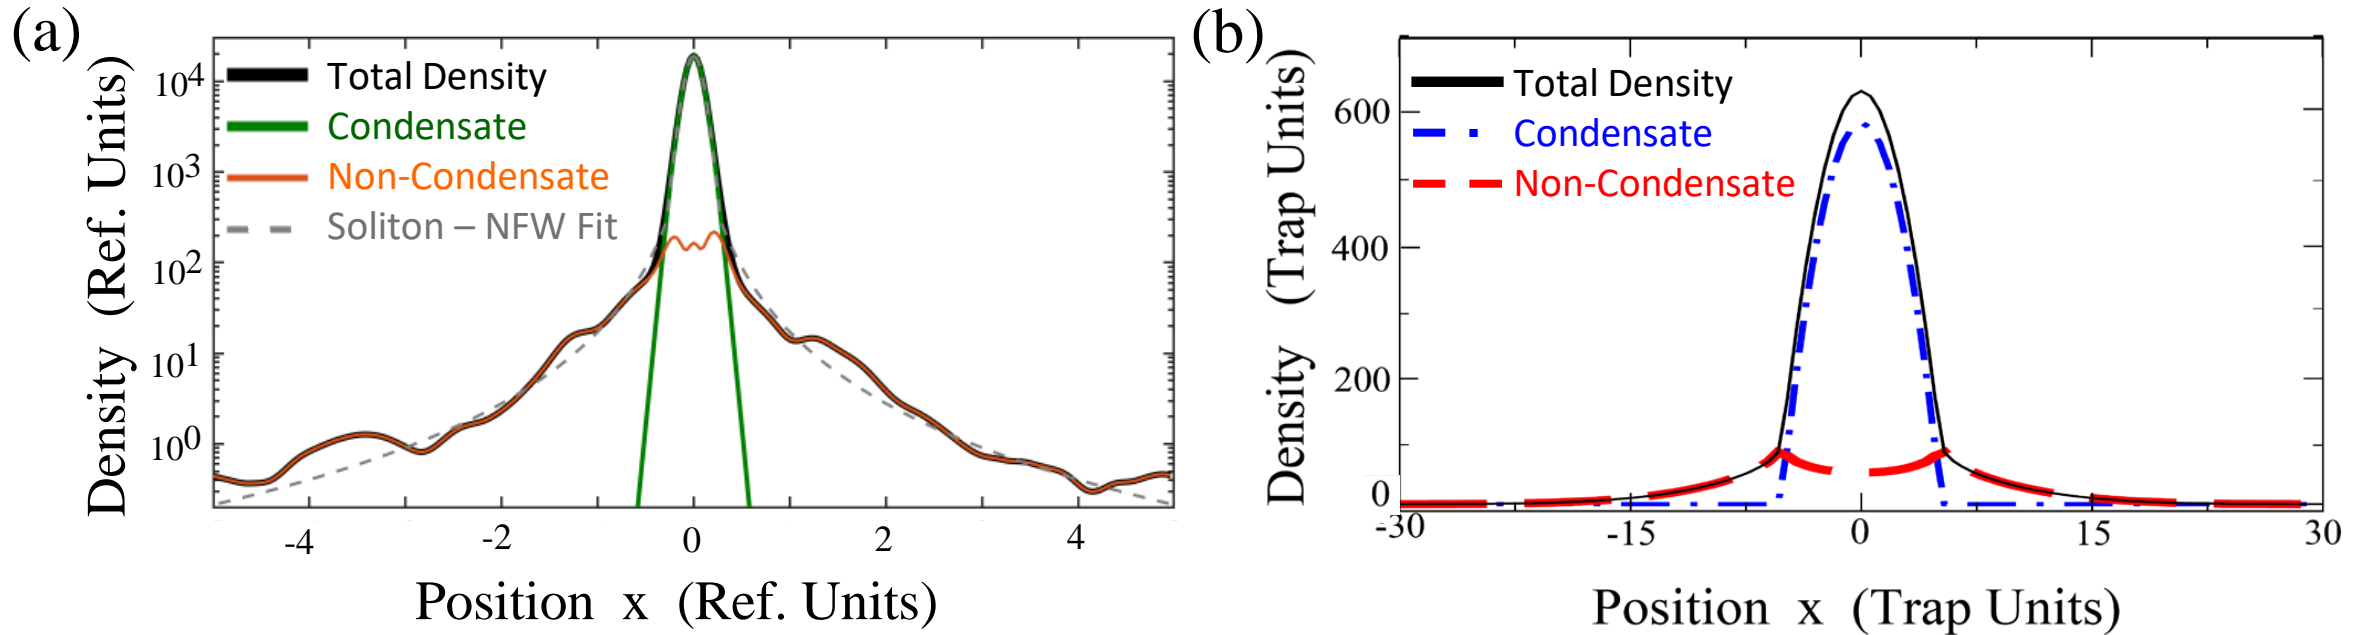 (a)
Density (Ref. Units)
10^4
10^3
10^2
10^1
10^0
Total Density
Condensate
Non-Condensate
Soliton – NFW Fit
-4 -2 0 2 4
Position x (Ref. Units)
(b)
Density (Trap Units)
600
400
200
0
Total Density
Condensate
Non-Condensate
-30 -15 0 15 30
Position x (Trap Units)